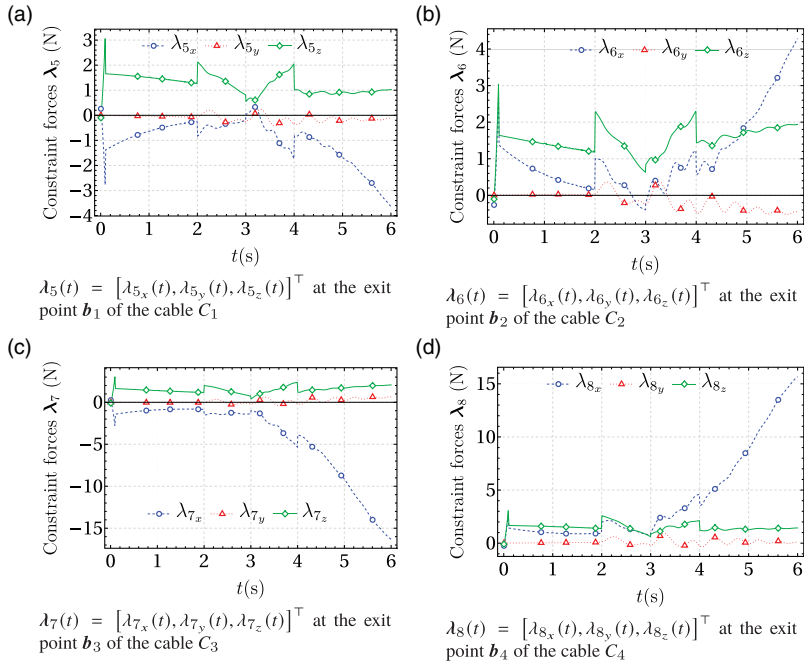 (a)
Constraint forces λ5 (N)
λ5x λ5y λ5z
3
2
1
0
−1
−2
−3
−4
0 1 2 3 4 5 6
t(s)
λ5(t) = [λ5x(t), λ5y(t), λ5z(t)]⊤ at the exit
point b1 of the cable C1
(b)
Constraint forces λ6 (N)
λ6x λ6y λ6z
4
3
2
1
0
0 1 2 3 4 5 6
t(s)
λ6(t) = [λ6x(t), λ6y(t), λ6z(t)]⊤ at the exit
point b2 of the cable C2
(c)
Constraint forces λ7 (N)
0
−5
−10
−15
λ7x λ7y λ7z
0 1 2 3 4 5 6
t(s)
λ7(t) = [λ7x(t), λ7y(t), λ7z(t)]⊤ at the exit
point b3 of the cable C3
(d)
Constraint forces λ8 (N)
λ8x λ8y λ8z
15
10
5
0
0 1 2 3 4 5 6
t(s)
λ8(t) = [λ8x(t), λ8y(t), λ8z(t)]⊤ at the exit
point b4 of the cable C4